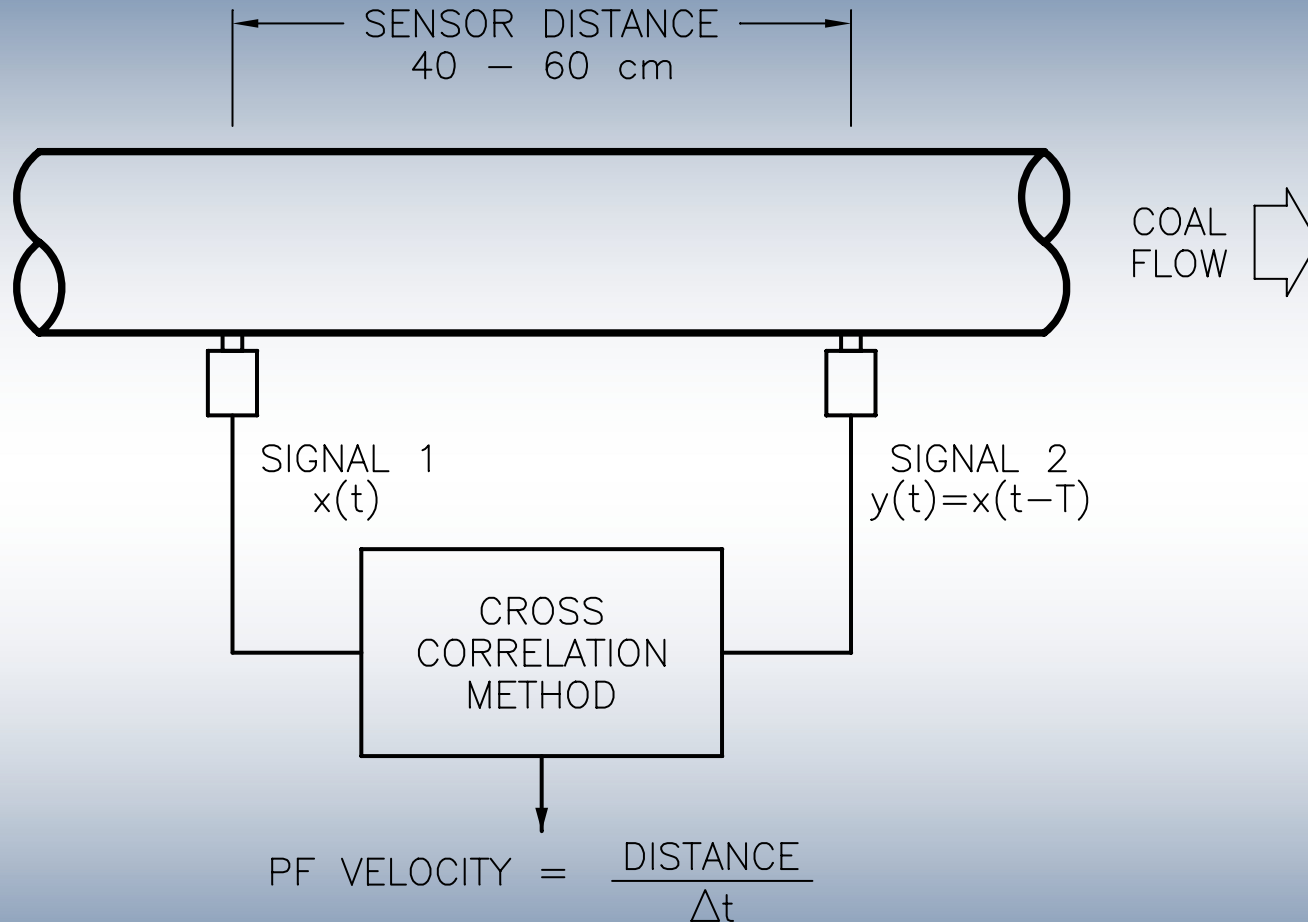 SENSOR DISTANCE
40 – 60 cm
COAL
FLOW
SIGNAL 1
x(t)
SIGNAL 2
y(t)=x(t–T)
CROSS
CORRELATION
METHOD
PF VELOCITY = DISTANCE
Δt